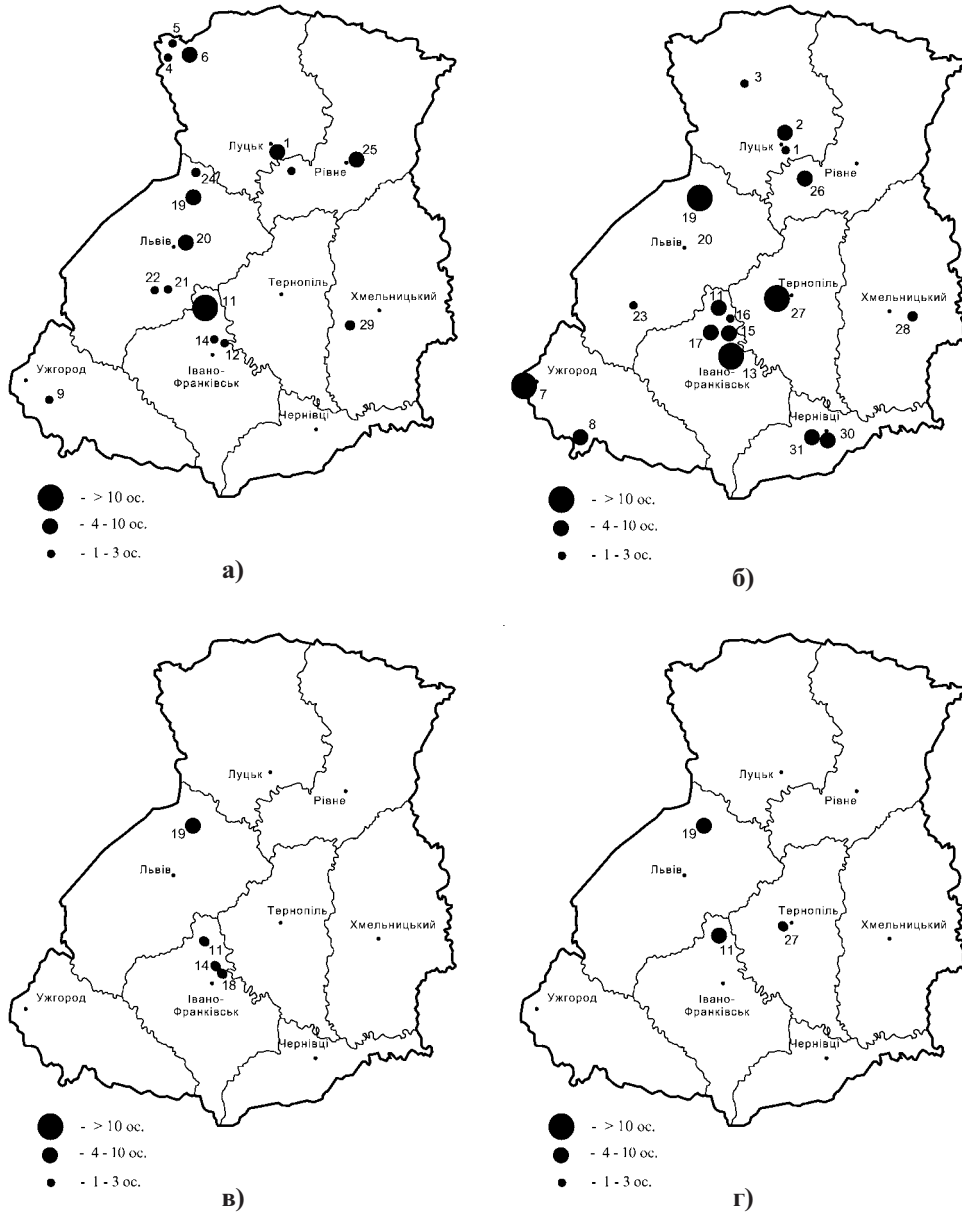 5
4
6
Луцьк
1
25
Рівне
24
19
Львів
20
22
21
11
Тернопіль
Хмельницький
29
14
12
Івано-
Франківськ
Ужгород
9
Чернівці
- > 10 ос.
- 4 - 10 ос.
- 1 - 3 ос.
а)
3
2
Луцьк
1
Рівне
26
19
Львів
20
23
11
16
Тернопіль
27
Хмельницький
28
17
15
13
Івано-
Франківськ
Ужгород
7
8
Чернівці
30
31
- > 10 ос.
- 4 - 10 ос.
- 1 - 3 ос.
б)
Луцьк
Рівне
19
Львів
Тернопіль
Хмельницький
11
14
18
Івано-
Франківськ
Ужгород
Чернівці
- > 10 ос.
- 4 - 10 ос.
- 1 - 3 ос.
в)
Луцьк
Рівне
19
Львів
Тернопіль
27
Хмельницький
11
Івано-
Франківськ
Ужгород
Чернівці
- > 10 ос.
- 4 - 10 ос.
- 1 - 3 ос.
г)